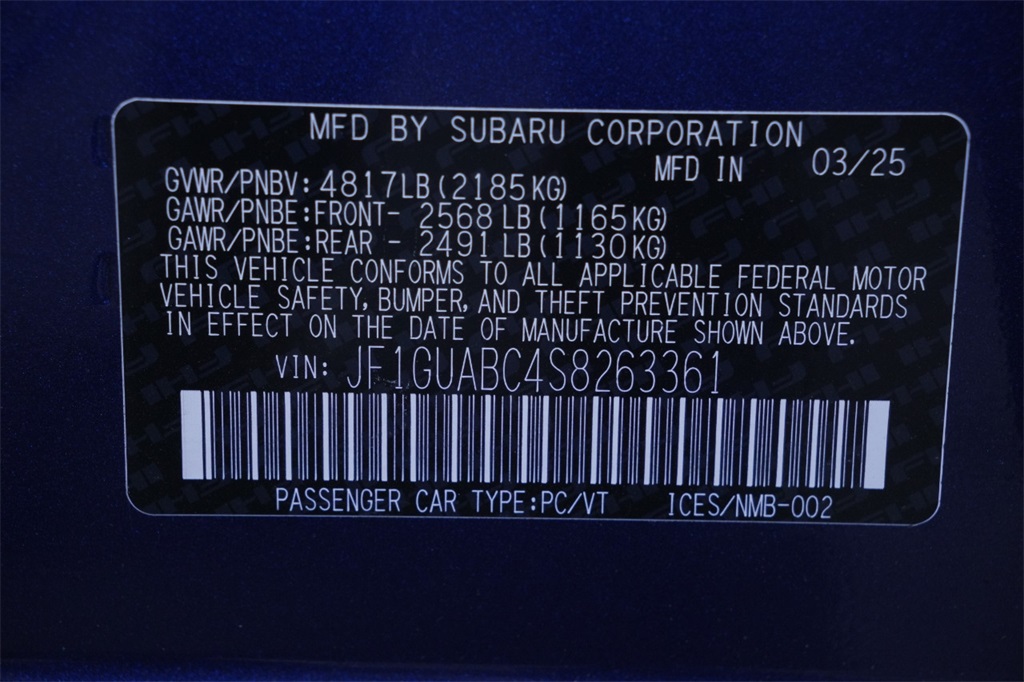 MFD BY SUBARU CORPORATION
MFD IN 03/25
GVWR/PNBV: 4817LB(2185KG)
GAWR/PNBE:FRONT- 2568 LB(1165KG)
GAWR/PNBE:REAR - 2491 LB(1130KG)
THIS VEHICLE CONFORMS TO ALL APPLICABLE FEDERAL MOTOR
VEHICLE SAFETY, BUMPER, AND THEFT PREVENTION STANDARDS
IN EFFECT ON THE DATE OF MANUFACTURE SHOWN ABOVE.
VIN: JF1GUABC4S8263361
PASSENGER CAR TYPE:PC/VT ICES/NMB-002